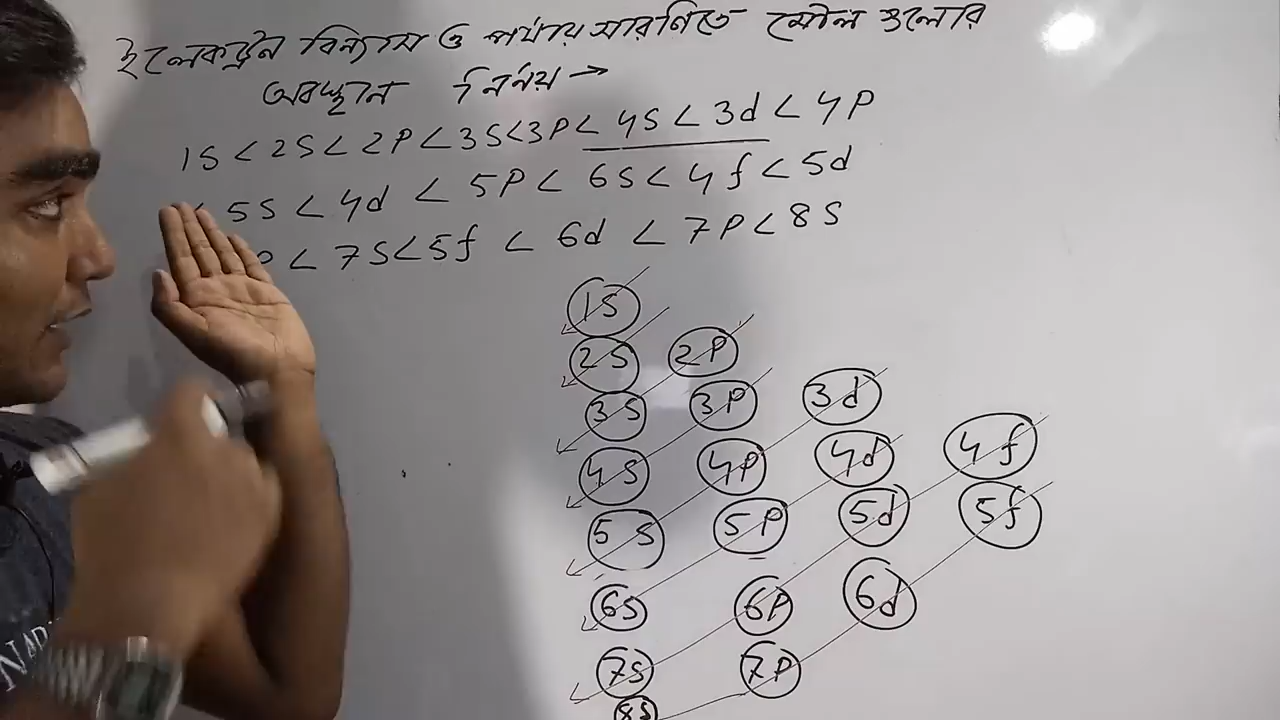 ইলেকট্রন বিন্যাস ও পর্যায় সারণিতে মৌল গুলোর
অবস্থান নির্নয় →
1S < 2S < 2P < 3S < 3P < 4S < 3d < 4P
< 5S < 4d < 5P < 6S < 4f < 5d
P < 7S < 5f < 6d < 7P < 8S
1S
2S 2P
3S 3P 3d
4S 4P 4d 4f
5S 5P 5d 5f
6S 6P 6d
7S 7P
8S